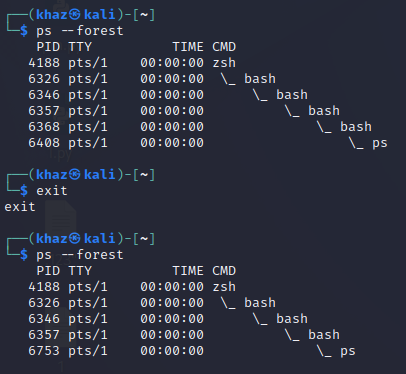 ┌──(khaz㉿kali)-[~]
└─$ ps --forest
    PID TTY          TIME CMD
   4188 pts/1    00:00:00 zsh
   6326 pts/1    00:00:00  \_ bash
   6346 pts/1    00:00:00      \_ bash
   6357 pts/1    00:00:00          \_ bash
   6368 pts/1    00:00:00              \_ bash
   6408 pts/1    00:00:00                  \_ ps
┌──(khaz㉿kali)-[~]
└─$ exit
exit
┌──(khaz㉿kali)-[~]
└─$ ps --forest
    PID TTY          TIME CMD
   4188 pts/1    00:00:00 zsh
   6326 pts/1    00:00:00  \_ bash
   6346 pts/1    00:00:00      \_ bash
   6357 pts/1    00:00:00          \_ bash
   6753 pts/1    00:00:00              \_ ps